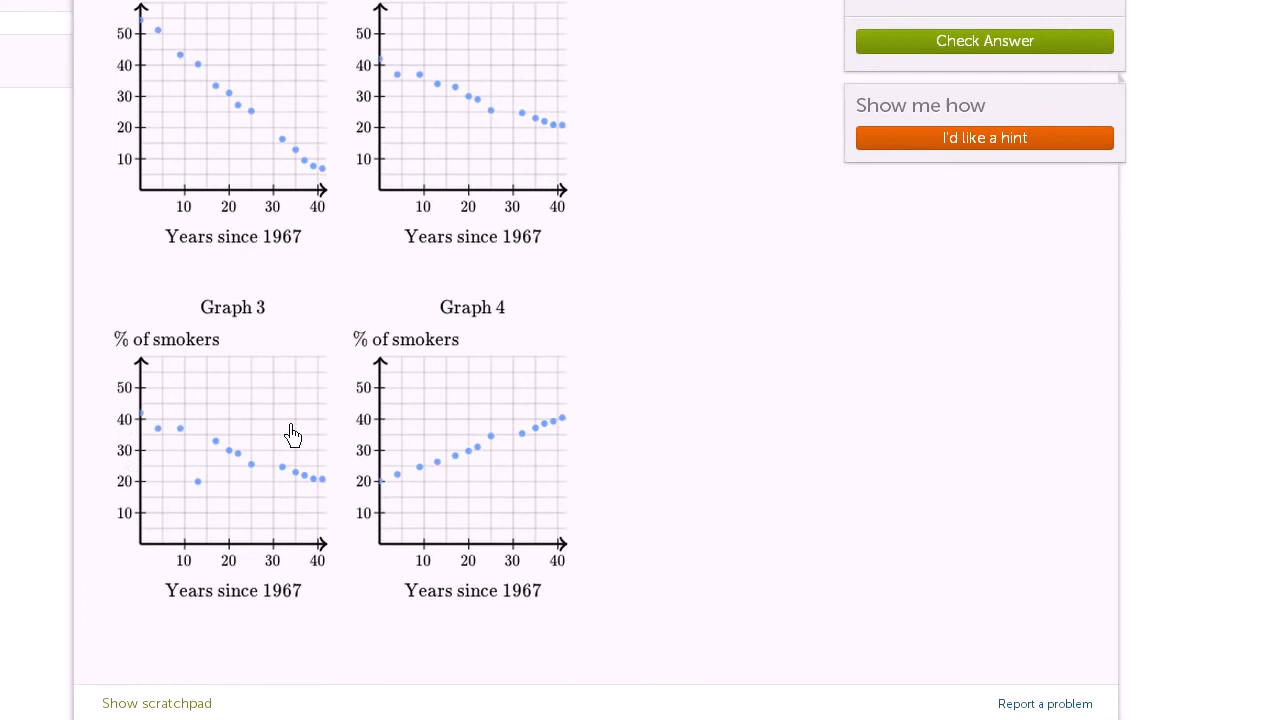 50
40
30
20
10
10 20 30 40
Years since 1967
50
40
30
20
10
10 20 30 40
Years since 1967
Graph 3
% of smokers
50
40
30
20
10
10 20 30 40
Years since 1967
Graph 4
% of smokers
50
40
30
20
10
10 20 30 40
Years since 1967
Check Answer
Show me how
I'd like a hint
Show scratchpad
Report a problem